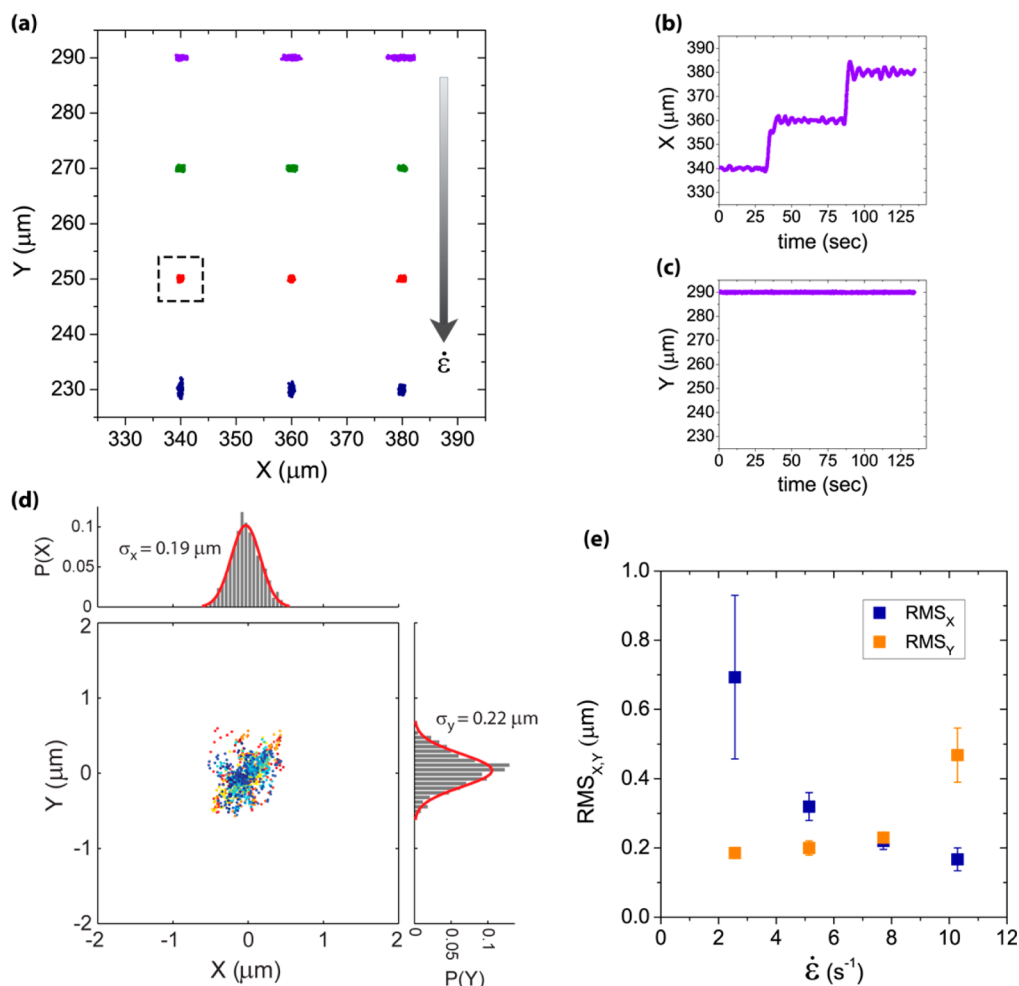 (a)
290
280
270
260
250
240
230
Y (μm)
330 340 350 360 370 380 390
X (μm)
ε̇
(b)
390
380
370
360
350
340
330
X (μm)
0 25 50 75 100 125
time (sec)
(c)
290
280
270
260
250
240
230
Y (μm)
0 25 50 75 100 125
time (sec)
(d)
0.1
0.05
0
P(X)
σx = 0.19 μm
2
1
0
-1
-2
Y (μm)
-2 -1 0 1 2
X (μm)
σy = 0.22 μm
0 0.05 0.1
P(Y)
(e)
1.0
0.8
0.6
0.4
0.2
0.0
RMSX,Y (μm)
RMSX
RMSY
0 2 4 6 8 10 12
ε̇ (s-1)